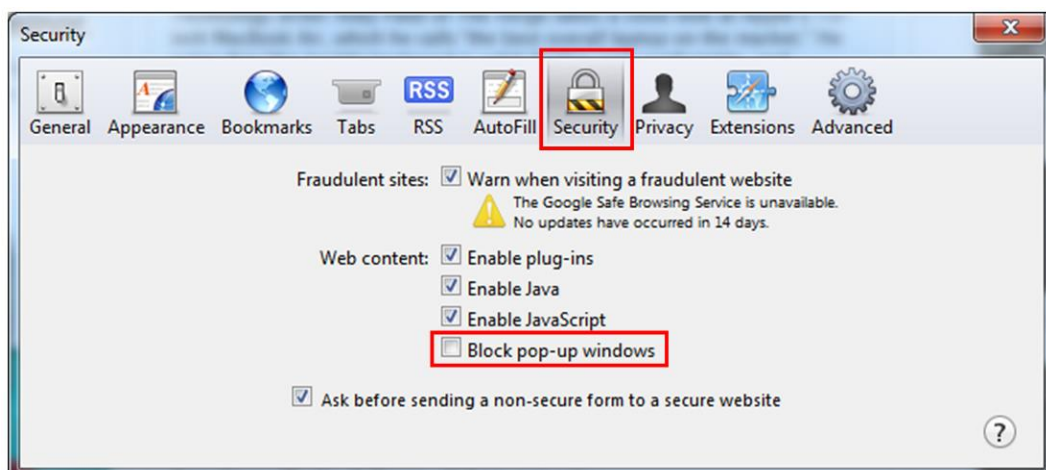 Security
x
General Appearance Bookmarks Tabs RSS AutoFill Security Privacy Extensions Advanced
RSS
Fraudulent sites: Warn when visiting a fraudulent website
The Google Safe Browsing Service is unavailable.
No updates have occurred in 14 days.
Web content: Enable plug-ins
Enable Java
Enable JavaScript
Block pop-up windows
Ask before sending a non-secure form to a secure website
?